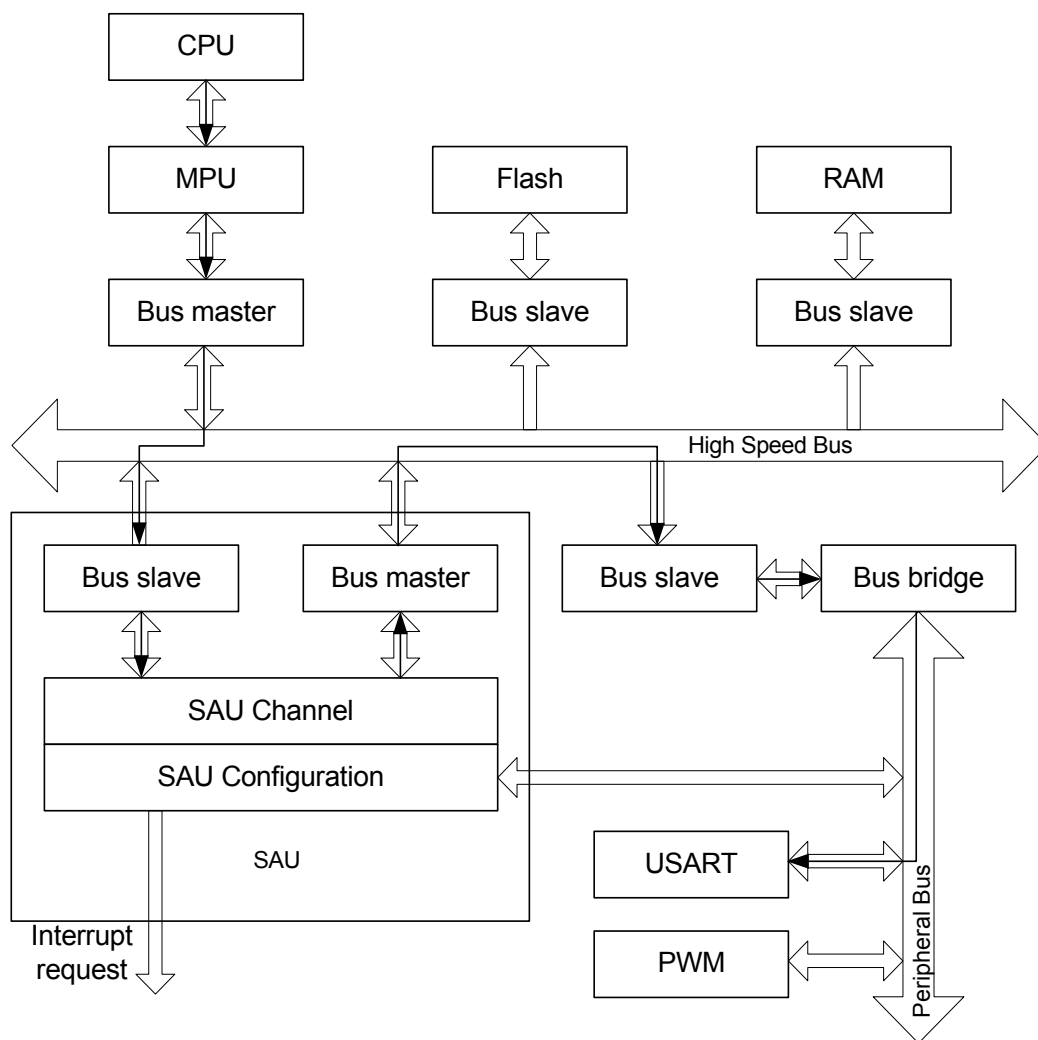 CPU
MPU
Flash
RAM
Bus master
Bus slave
Bus slave
High Speed Bus
Bus slave
Bus master
Bus slave
Bus bridge
SAU Channel
SAU Configuration
SAU
USART
Interrupt
request
PWM
Peripheral Bus